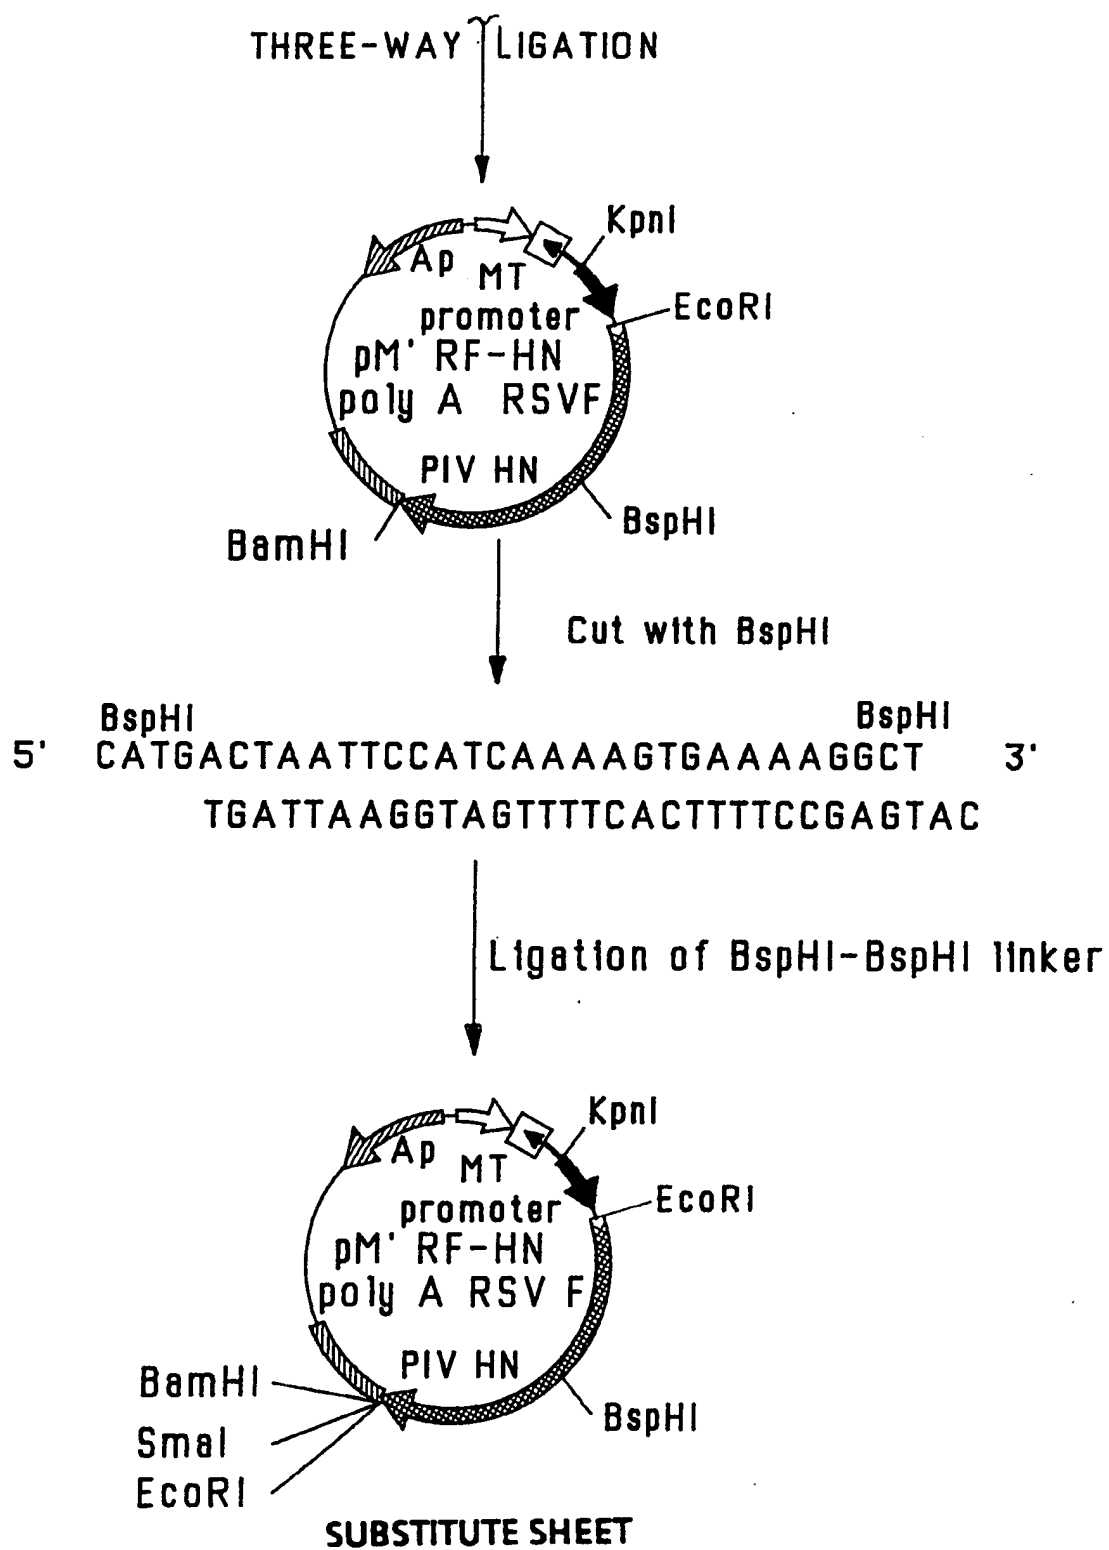 THREE-WAY LIGATION
KpnI
Ap
MT
promoter
EcoRI
pM' RF-HN
poly A RSVF
PIV HN
BspHI
BamHI
Cut with BspHI
BspHI BspHI
5' CATGACTAATTCCATCAAAAGTGAAAAGGCT 3'
TGATTAAGGTAGTTTTCACTTTTCCGAGTAC
Ligation of BspHI-BspHI linker
KpnI
Ap
MT
promoter
EcoRI
pM' RF-HN
poly A RSV F
PIV HN
BamHI
BspHI
SmaI
EcoRI
SUBSTITUTE SHEET